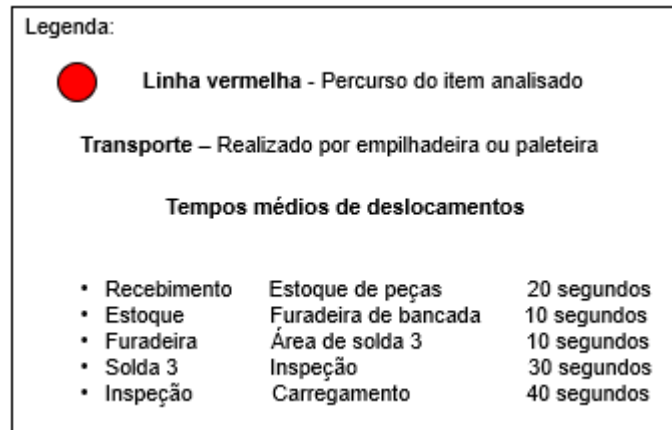 Legenda:
Linha vermelha - Percurso do item analisado
Transporte – Realizado por empilhadeira ou paleteira
Tempos médios de deslocamentos
• Recebimento Estoque de peças 20 segundos
• Estoque Furadeira de bancada 10 segundos
• Furadeira Área de solda 3 10 segundos
• Solda 3 Inspeção 30 segundos
• Inspeção Carregamento 40 segundos